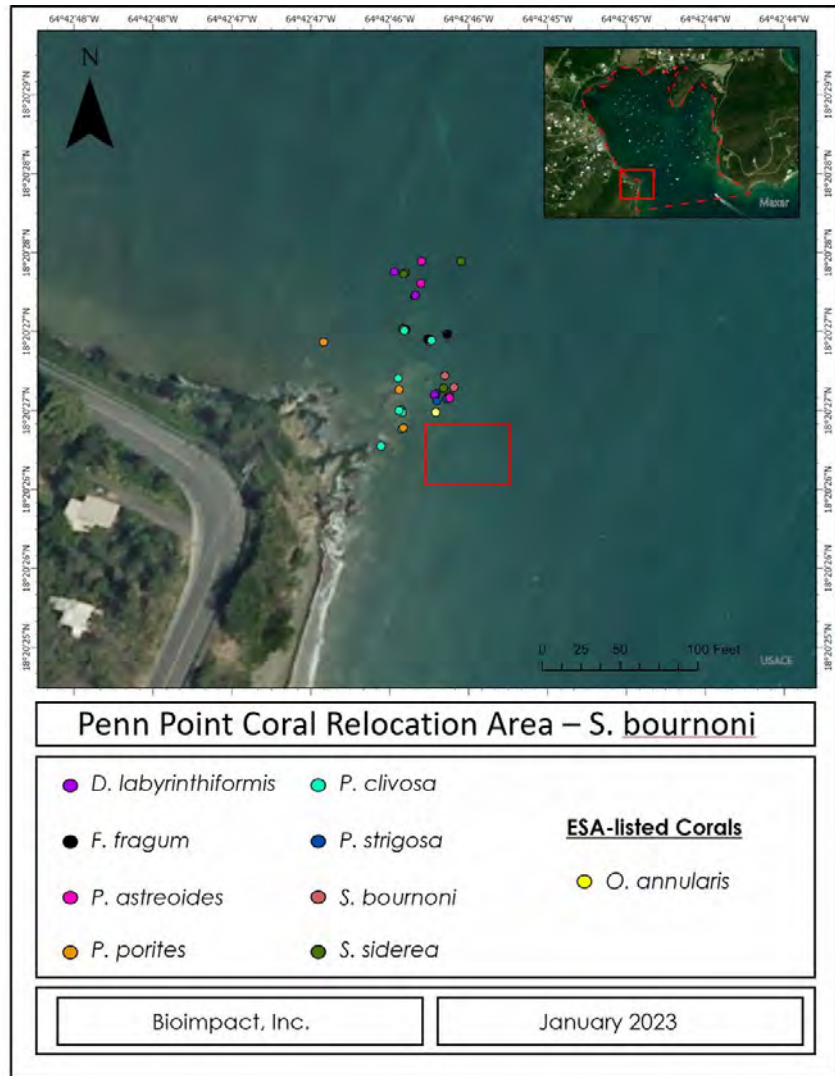 64°42'48"W 64°42'48"W 64°42'47"W 64°42'47"W 64°42'46"W 64°42'46"W 64°42'45"W 64°42'45"W 64°42'44"W 64°42'44"W
N
18°20'29"N 18°20'29"N
18°20'28"N 18°20'28"N
Maxar
18°20'28"N 18°20'28"N
18°20'27"N 18°20'27"N
18°20'27"N 18°20'27"N
18°20'26"N 18°20'26"N
18°20'26"N 18°20'26"N
18°20'25"N 18°20'25"N
0 25 50 100 Feet
USACE
Penn Point Coral Relocation Area – S. bournoni
D. labyrinthiformis
F. fragum
P. astreoides
P. porites
P. clivosa
P. strigosa
S. bournoni
S. siderea
ESA-listed Corals
O. annularis
Bioimpact, Inc.
January 2023